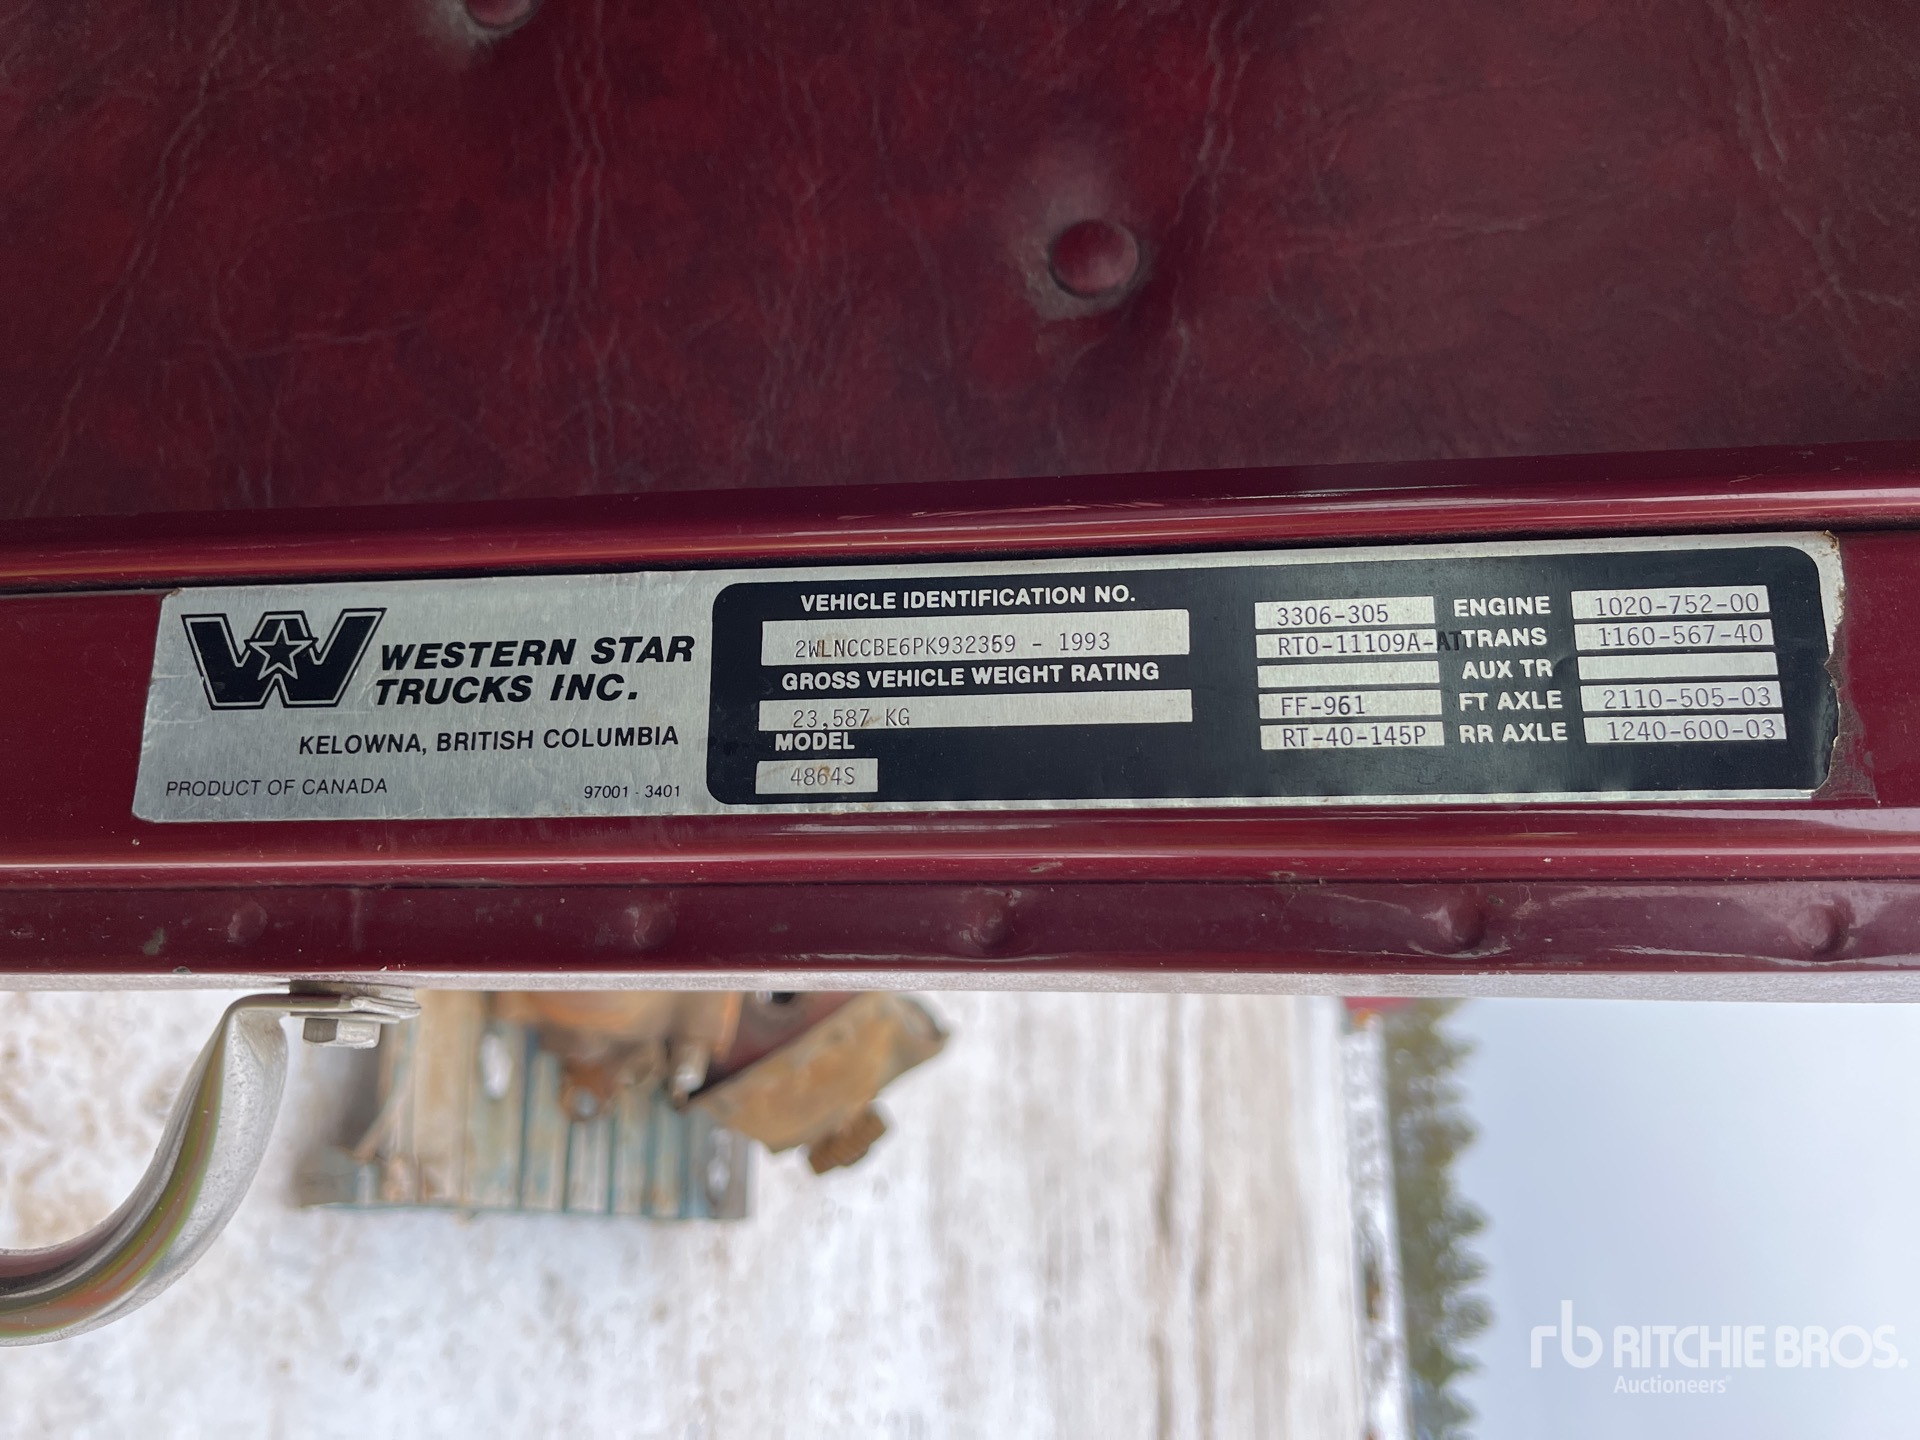 WESTERN STAR
TRUCKS INC.
KELOWNA, BRITISH COLUMBIA
PRODUCT OF CANADA
97001 - 3401
VEHICLE IDENTIFICATION NO.
2WLNCCBE6PK932359 - 1993
GROSS VEHICLE WEIGHT RATING
23,587 KG
MODEL
4864S
3306-305 ENGINE 1020-752-00
RTO-11109A-AT TRANS 1160-567-40
AUX TR
FF-961 FT AXLE 2110-505-03
RT-40-145P RR AXLE 1240-600-03
rb RITCHIE BROS.
Auctioneers